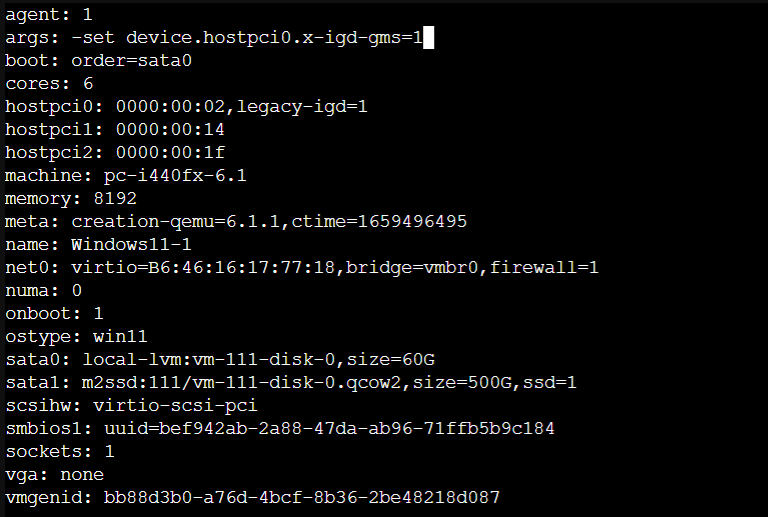 agent: 1
args: -set device.hostpci0.x-igd-gms=1
boot: order=sata0
cores: 6
hostpci0: 0000:00:02,legacy-igd=1
hostpci1: 0000:00:14
hostpci2: 0000:00:1f
machine: pc-i440fx-6.1
memory: 8192
meta: creation-qemu=6.1.1,ctime=1659496495
name: Windows11-1
net0: virtio=B6:46:16:17:77:18,bridge=vmbr0,firewall=1
numa: 0
onboot: 1
ostype: win11
sata0: local-lvm:vm-111-disk-0,size=60G
sata1: m2ssd:111/vm-111-disk-0.qcow2,size=500G,ssd=1
scsihw: virtio-scsi-pci
smbios1: uuid=bef942ab-2a88-47da-ab96-71ffb5b9c184
sockets: 1
vga: none
vmgenid: bb88d3b0-a76d-4bcf-8b36-2be48218d087